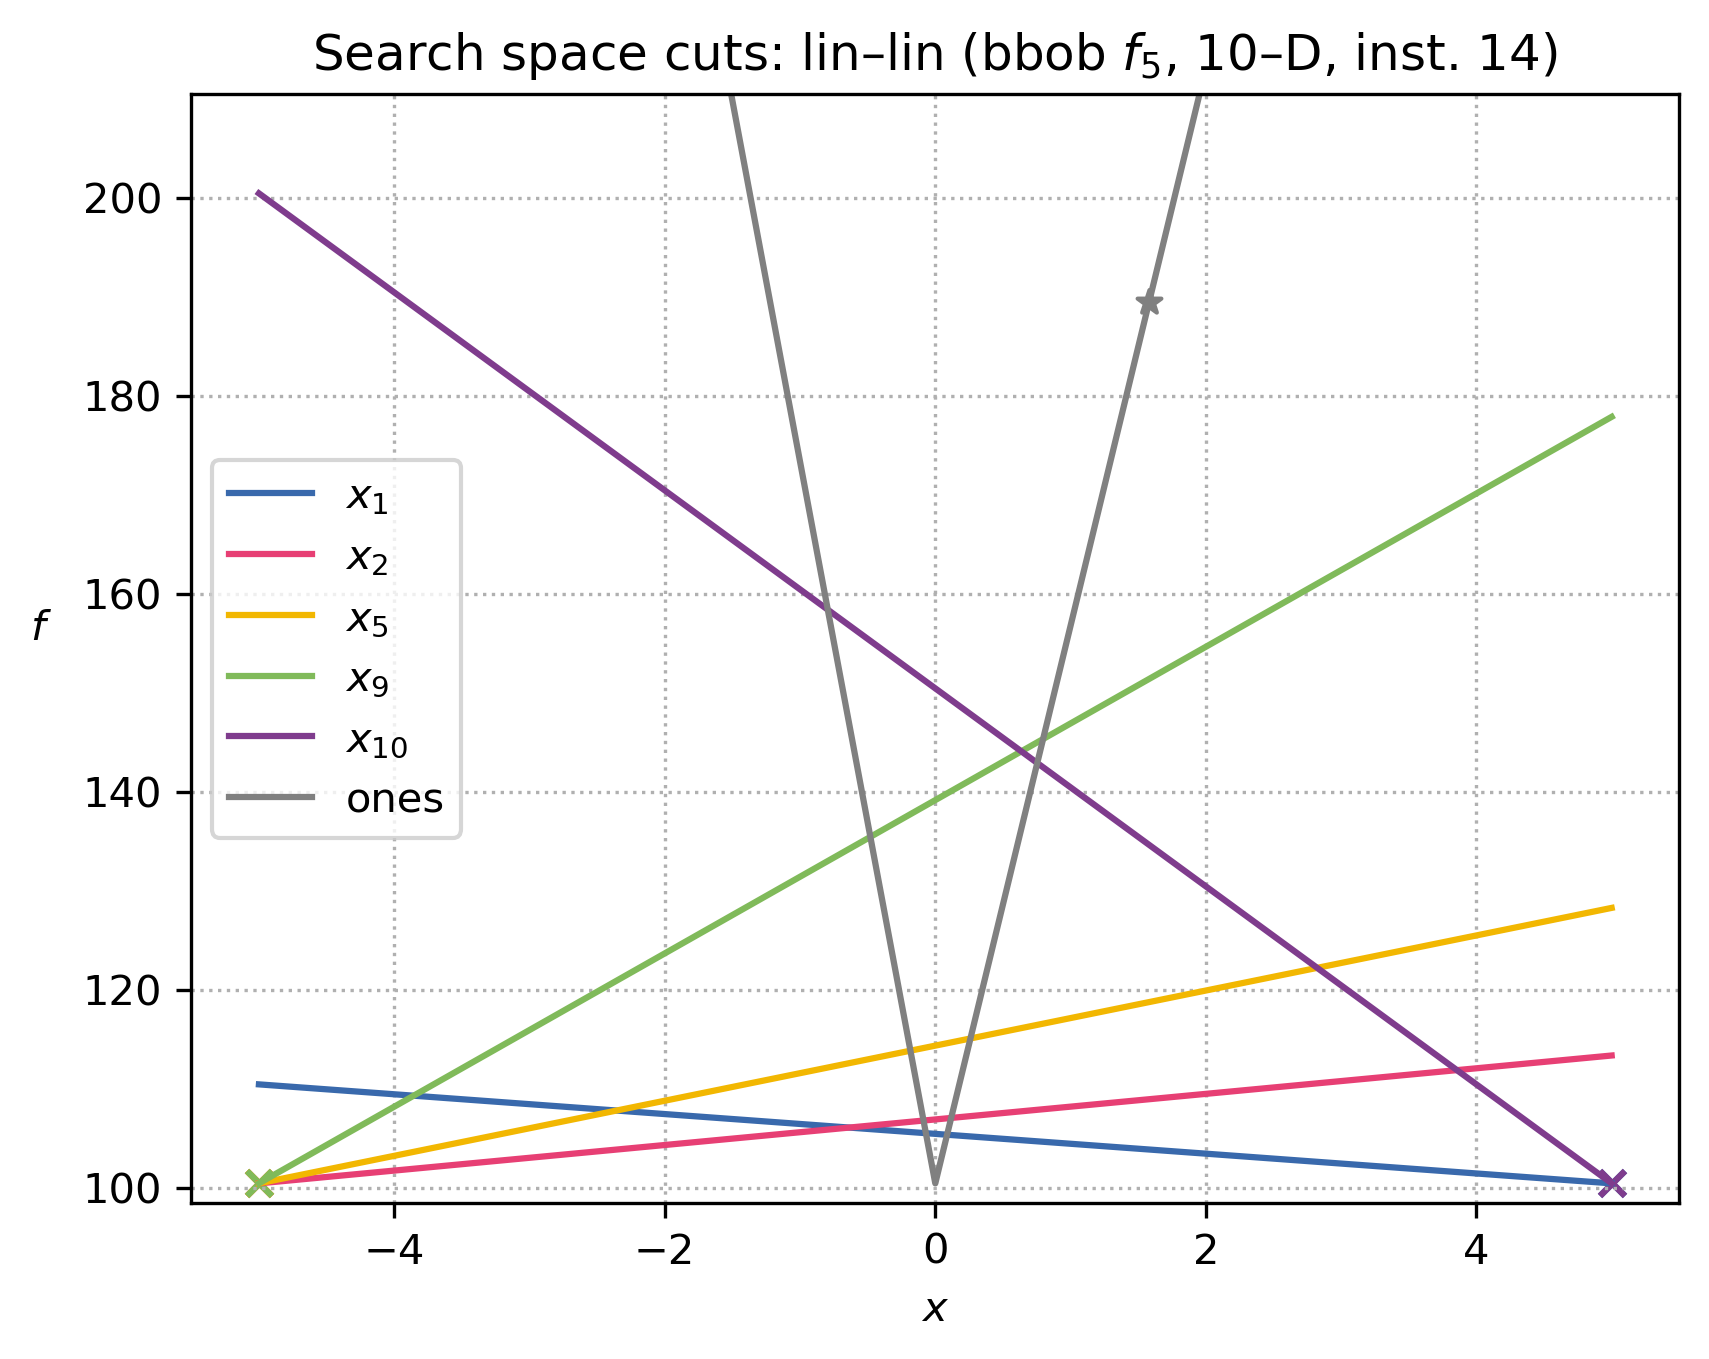 Search space cuts: lin–lin (bbob f₅, 10–D, inst. 14)
200
180
160
140
120
100
f
x₁
x₂
x₅
x₉
x₁₀
ones
−4 −2 0 2 4
x